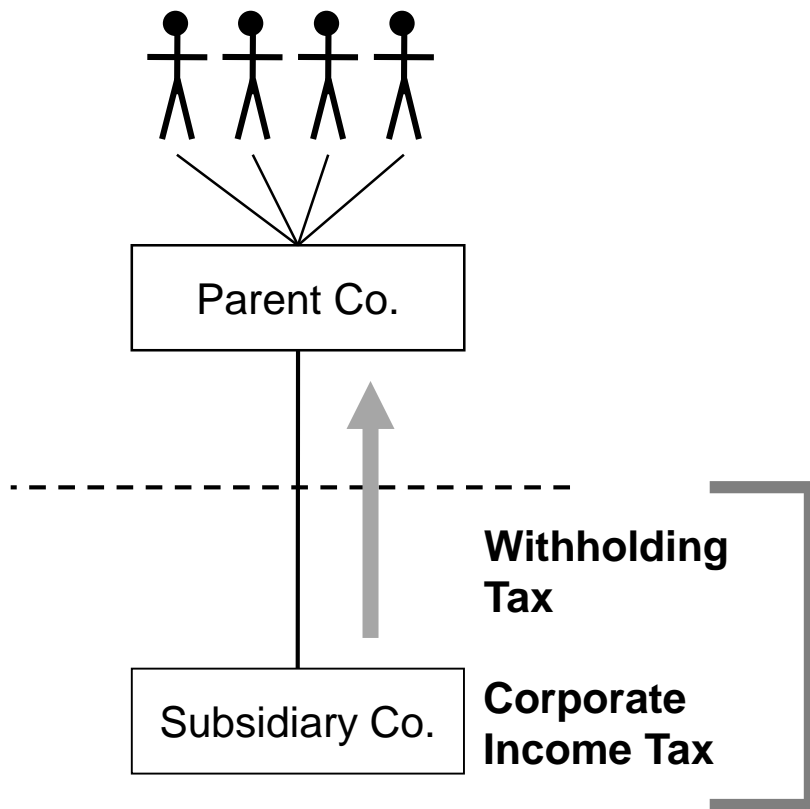 Parent Co.
Withholding
Tax
Subsidiary Co.
Corporate
Income Tax